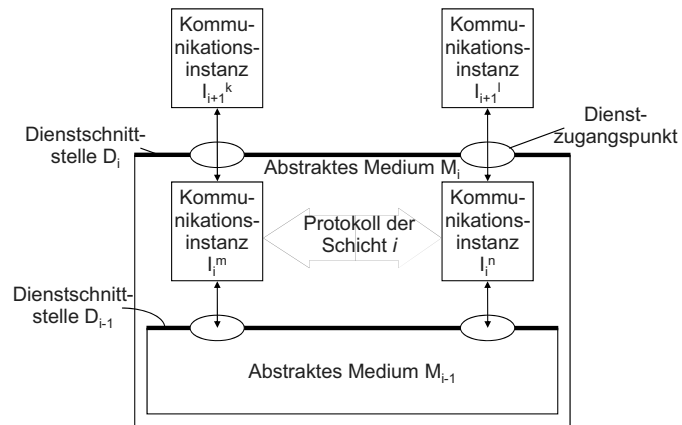 Kommu-
nikations-
instanz
I_{i+1}^k
Kommu-
nikations-
instanz
I_{i+1}^l
Dienstschnitt-
stelle D_i
Dienst-
zugangspunkt
Abstraktes Medium M_i
Kommu-
nikations-
instanz
I_i^m
Protokoll der
Schicht i
Kommu-
nikations-
instanz
I_i^n
Dienstschnitt-
stelle D_{i-1}
Abstraktes Medium M_{i-1}